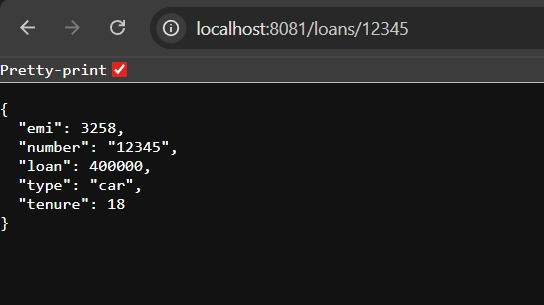 localhost:8081/loans/12345
Pretty-print
{
  "emi": 3258,
  "number": "12345",
  "loan": 400000,
  "type": "car",
  "tenure": 18
}